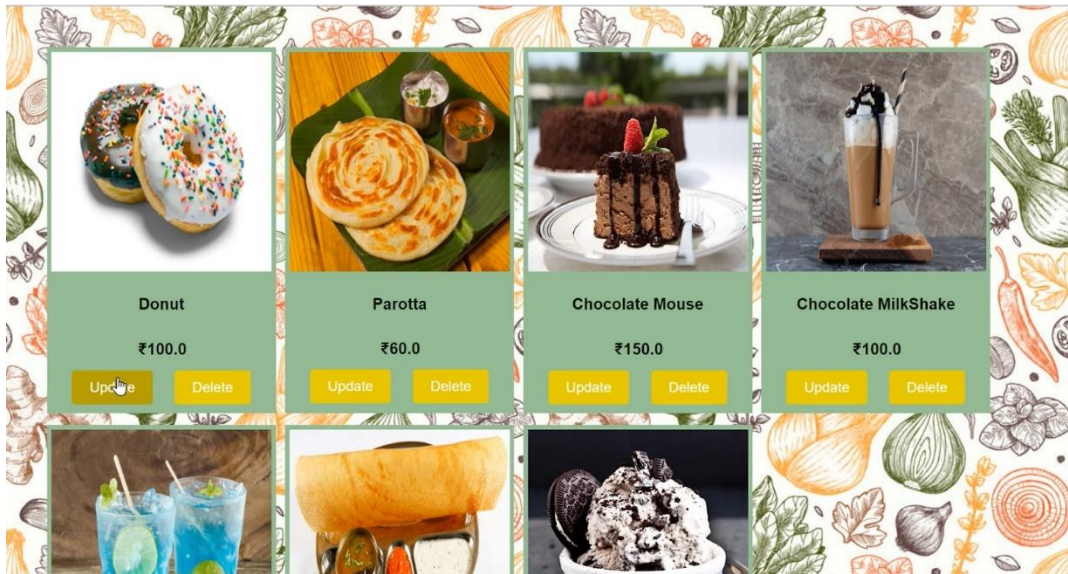 Donut
₹100.0
Update Delete
Parotta
₹60.0
Update Delete
Chocolate Mouse
₹150.0
Update Delete
Chocolate MilkShake
₹100.0
Update Delete